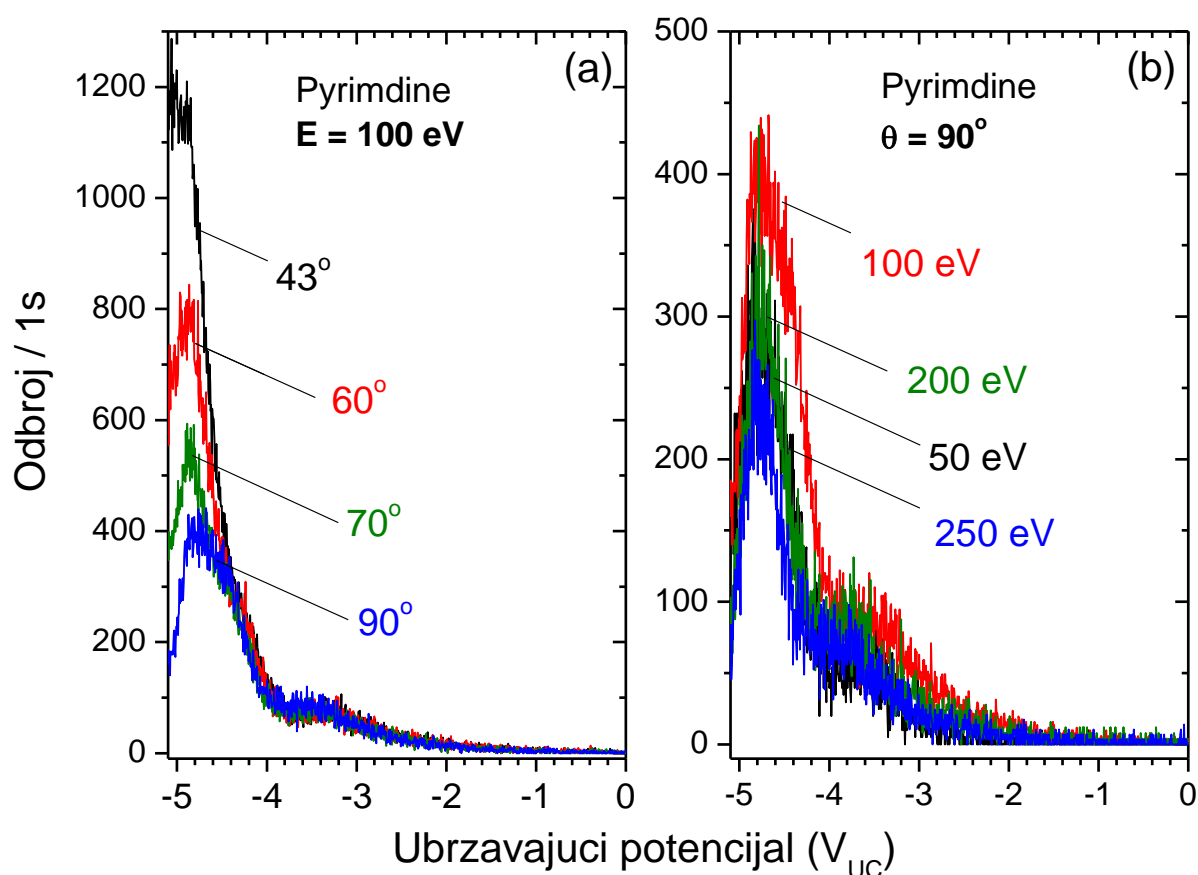 (a)
Pyrimdine
E = 100 eV
43°
60°
70°
90°
1200
1000
800
600
400
200
0
-5 -4 -3 -2 -1 0
Odbroj / 1s
(b)
Pyrimdine
θ = 90°
100 eV
200 eV
50 eV
250 eV
500
400
300
200
100
0
-5 -4 -3 -2 -1 0
Ubrzavajuci potencijal (V_UC)